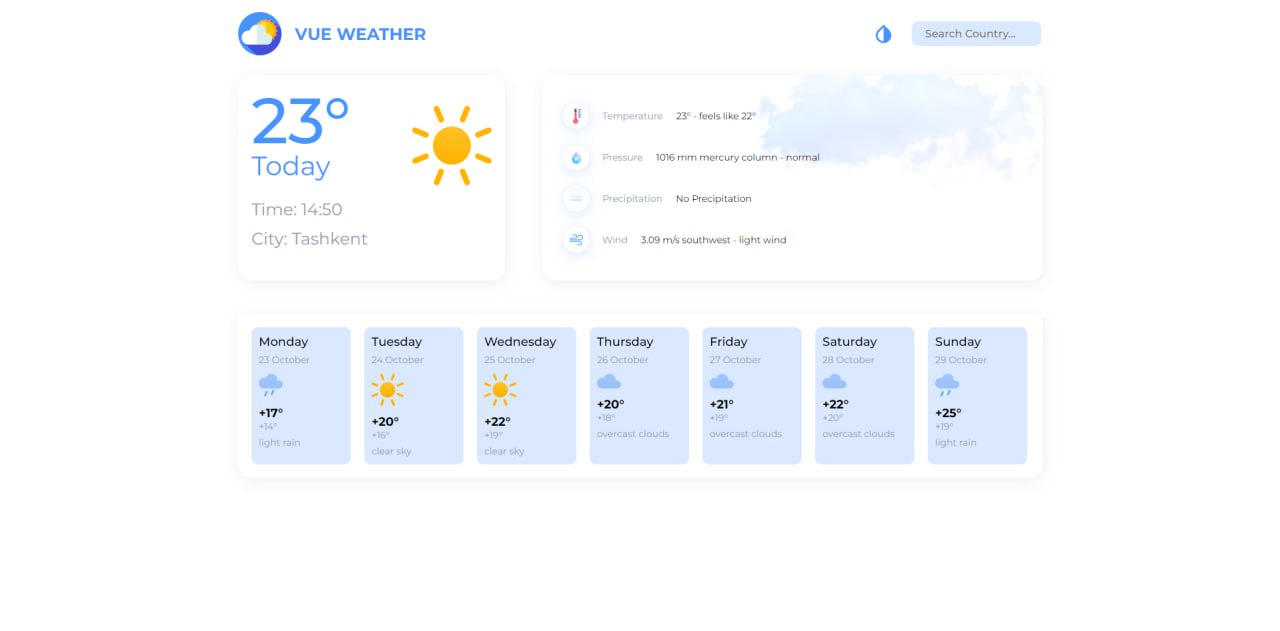 VUE WEATHER
Search Country...
23°
Today
Time: 14:50
City: Tashkent
Temperature 23° - feels like 22°
Pressure 1016 mm mercury column - normal
Precipitation No Precipitation
Wind 3.09 m/s southwest - light wind
Monday
23 October
+17°
+14°
light rain
Tuesday
24 October
+20°
+16°
clear sky
Wednesday
25 October
+22°
+19°
clear sky
Thursday
26 October
+20°
+18°
overcast clouds
Friday
27 October
+21°
+19°
overcast clouds
Saturday
28 October
+22°
+20°
overcast clouds
Sunday
29 October
+25°
+19°
light rain